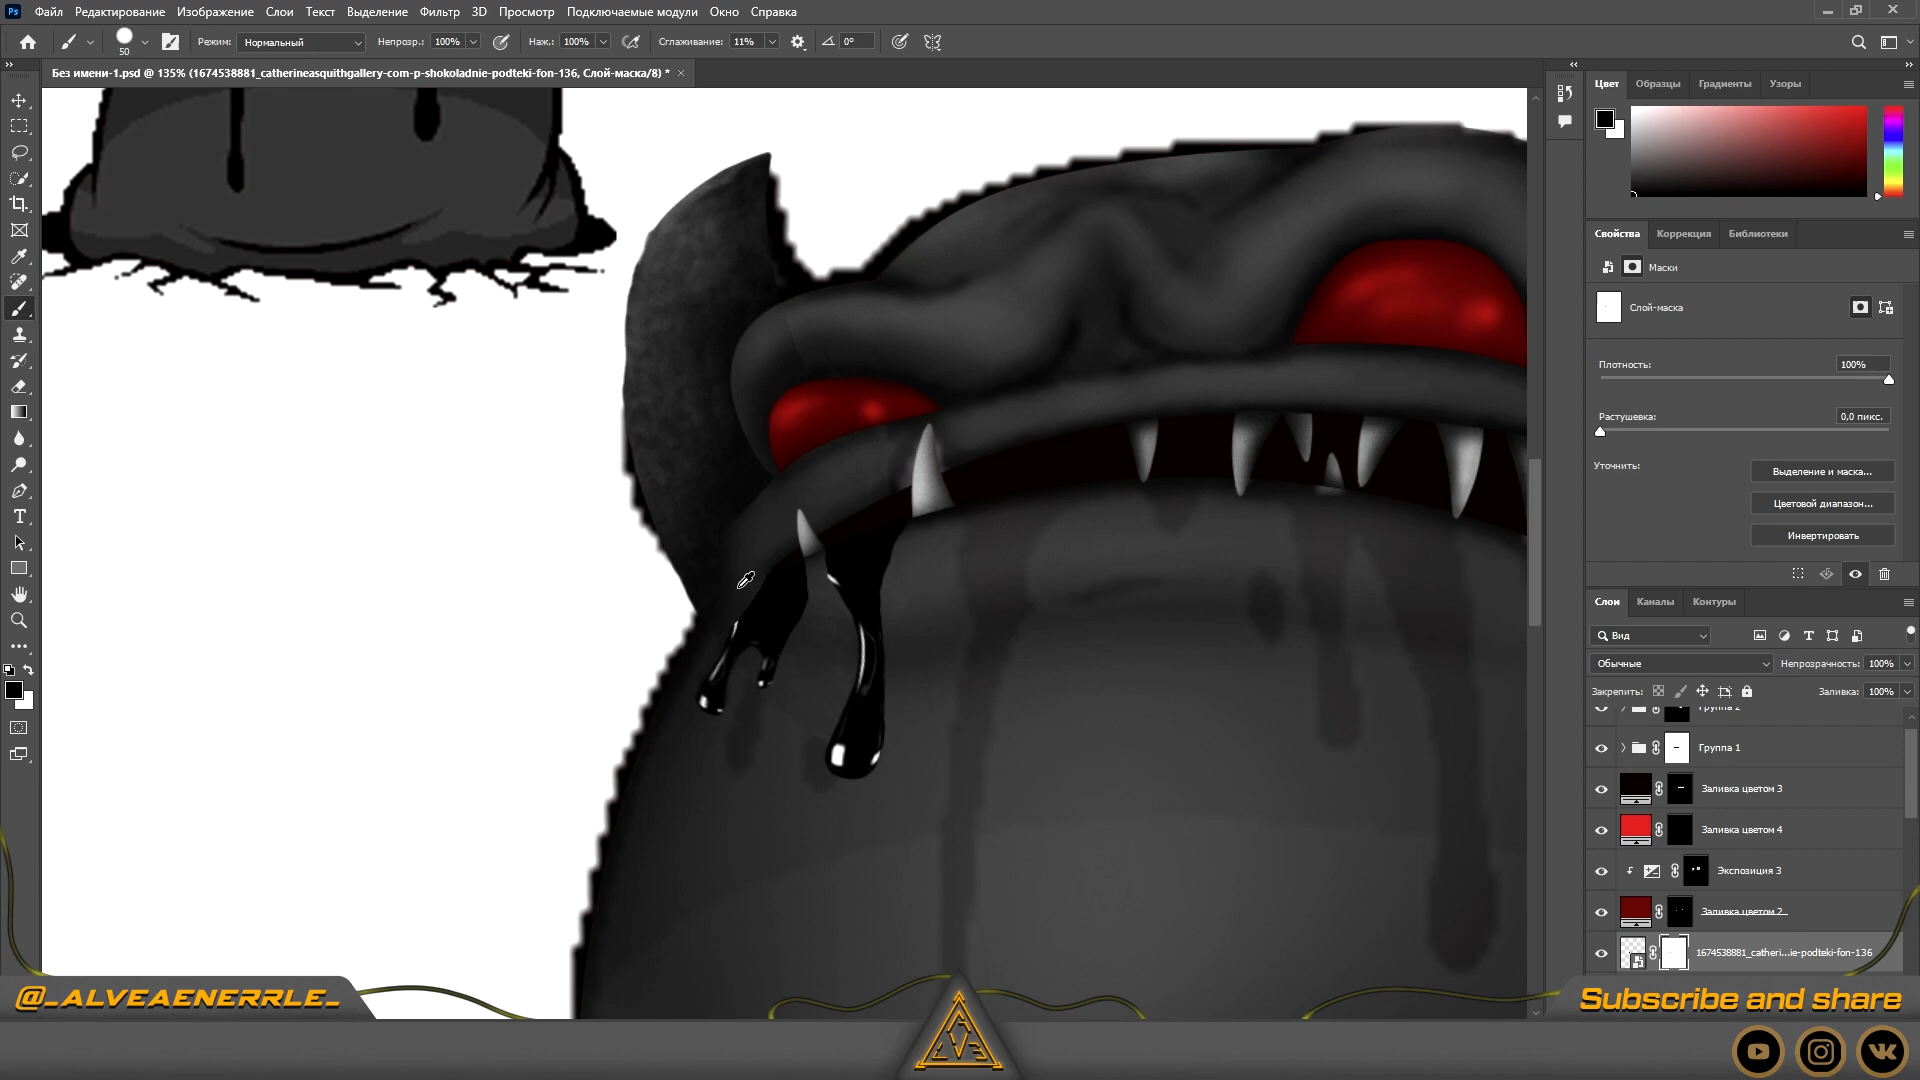 Ps Файл Редактирование Изображение Слои Текст Выделение Фильтр 3D Просмотр Подключаемые модули Окно Справка
50 Режим: Нормальный Непрозр.: 100% Наж.: 100% Сглаживание: 11% 0°
Без имени-1.psd @ 135% (1674538881_catherineasquithgallery-com-p-shokoladnie-podteki-fon-136, Слой-маска/8) *
Цвет Образцы Градиенты Узоры
Свойства Коррекция Библиотеки
Маски
Слой-маска
Плотность: 100%
Растушевка: 0,0 пикс.
Уточнить: Выделение и маска...
Цветовой диапазон...
Инвертировать
Слои Каналы Контуры
Вид
Обычные Непрозрачность: 100%
Закрепить: Заливка: 100%
Группа 2
Группа 1
Заливка цветом 3
Заливка цветом 4
Экспозиция 3
Заливка цветом 2
1674538881_catheri...ie-podteki-fon-136
@_ALVEAENERRLE_
Subscribe and share